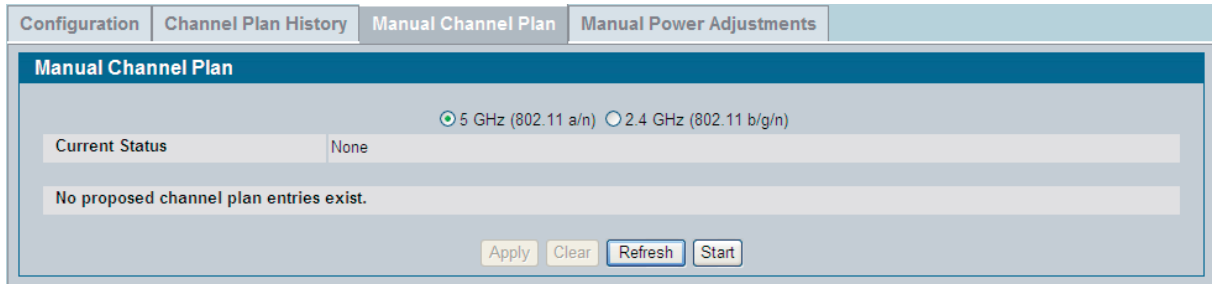 Configuration Channel Plan History Manual Channel Plan Manual Power Adjustments
Manual Channel Plan
5 GHz (802.11 a/n) 2.4 GHz (802.11 b/g/n)
Current Status None
No proposed channel plan entries exist.
Apply Clear Refresh Start